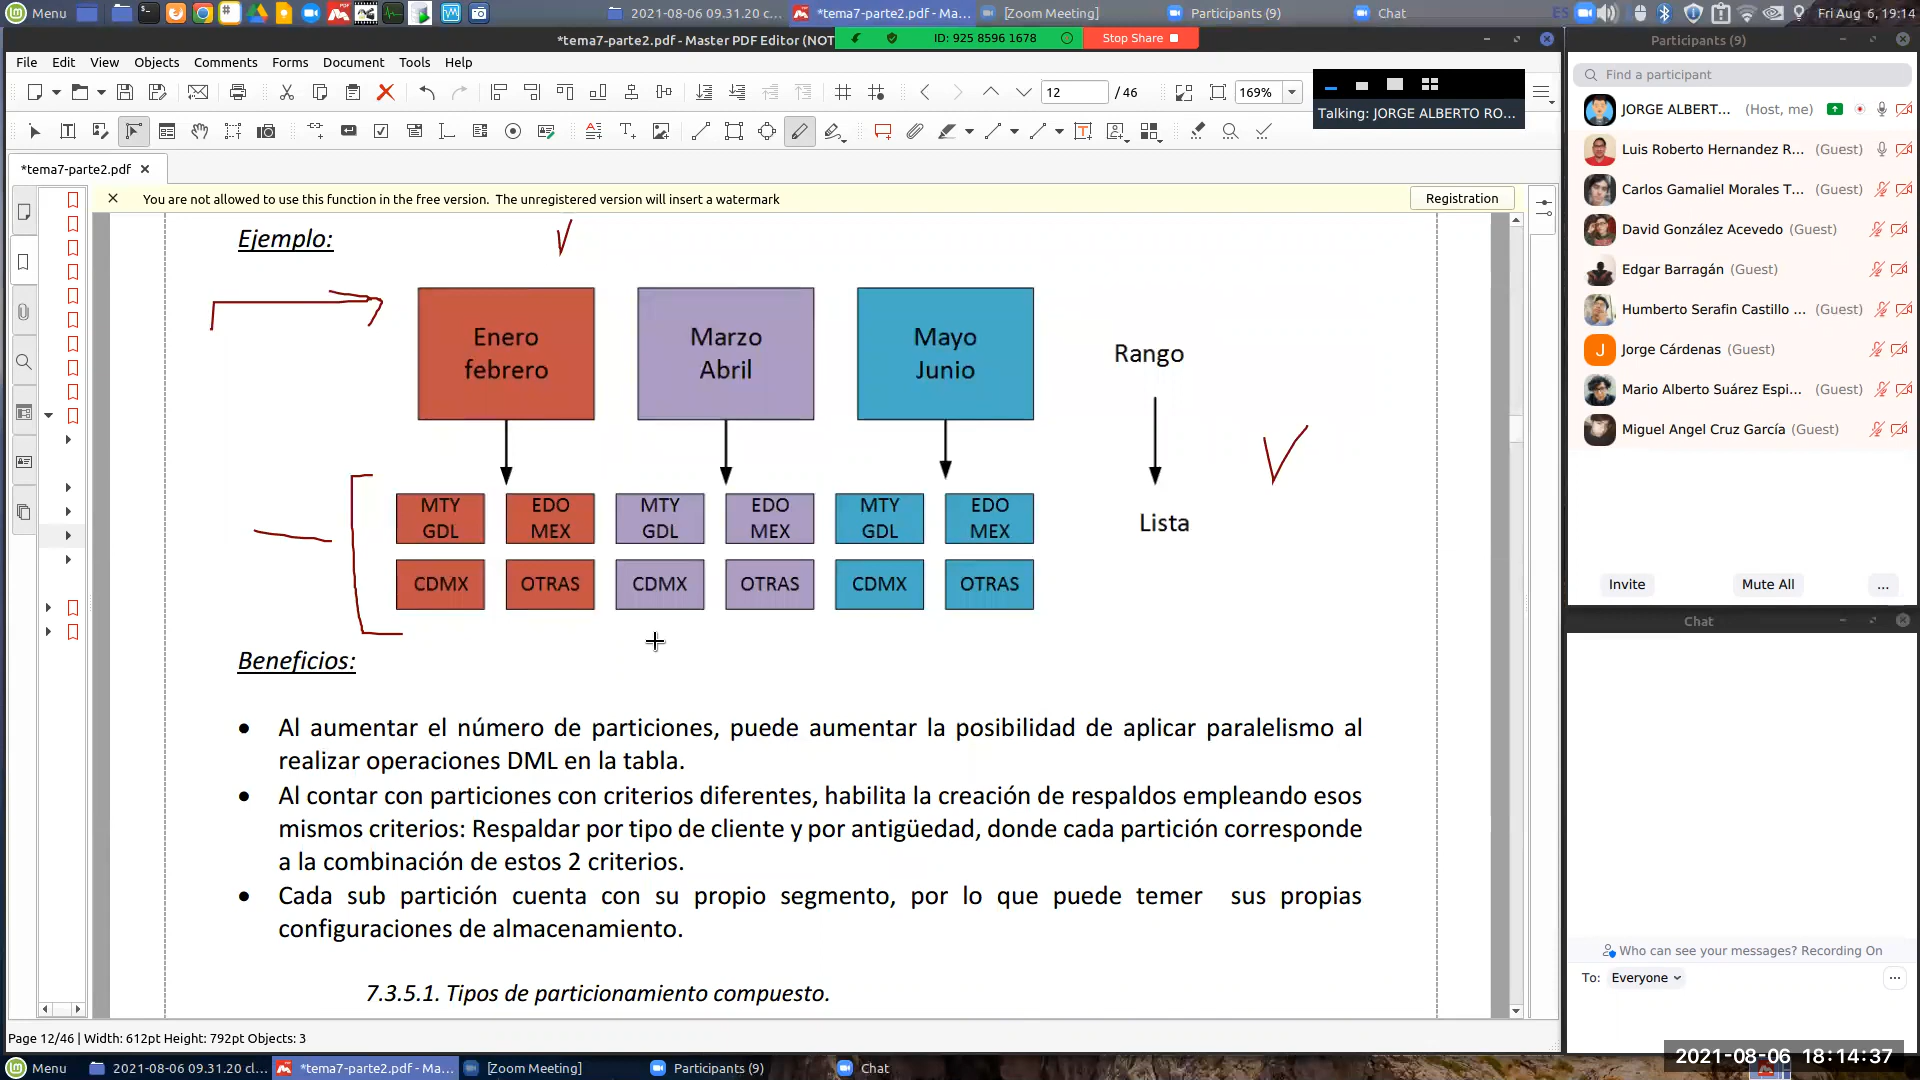 Menu
2021-08-06 09.31.20 c...
*tema7-parte2.pdf - Ma...
[Zoom Meeting]
Participants (9)
Chat
ES
Fri Aug 6, 19:14
*tema7-parte2.pdf - Master PDF Editor (NOT
ID: 925 8596 1678
Stop Share
File Edit View Objects Comments Forms Document Tools Help
12 / 46
169%
Talking: JORGE ALBERTO RO...
*tema7-parte2.pdf
You are not allowed to use this function in the free version. The unregistered version will insert a watermark
Registration
Ejemplo:
Enero
febrero
Marzo
Abril
Mayo
Junio
Rango
MTY
GDL
EDO
MEX
MTY
GDL
EDO
MEX
MTY
GDL
EDO
MEX
Lista
CDMX
OTRAS
CDMX
OTRAS
CDMX
OTRAS
Beneficios:
• Al aumentar el número de particiones, puede aumentar la posibilidad de aplicar paralelismo al
realizar operaciones DML en la tabla.
• Al contar con particiones con criterios diferentes, habilita la creación de respaldos empleando esos
mismos criterios: Respaldar por tipo de cliente y por antigüedad, donde cada partición corresponde
a la combinación de estos 2 criterios.
• Cada sub partición cuenta con su propio segmento, por lo que puede temer sus propias
configuraciones de almacenamiento.
7.3.5.1. Tipos de particionamiento compuesto.
Page 12/46 | Width: 612pt Height: 792pt Objects: 3
Participants (9)
Find a participant
JORGE ALBERT... (Host, me)
Luis Roberto Hernandez R... (Guest)
Carlos Gamaliel Morales T... (Guest)
David González Acevedo (Guest)
Edgar Barragán (Guest)
Humberto Serafin Castillo ... (Guest)
J
Jorge Cárdenas (Guest)
Mario Alberto Suárez Espi... (Guest)
Miguel Angel Cruz García (Guest)
Invite
Mute All
...
Chat
Who can see your messages? Recording On
To: Everyone
Menu
2021-08-06 09.31.20 cl...
*tema7-parte2.pdf - Ma...
[Zoom Meeting]
Participants (9)
Chat
2021-08-06 18:14:37